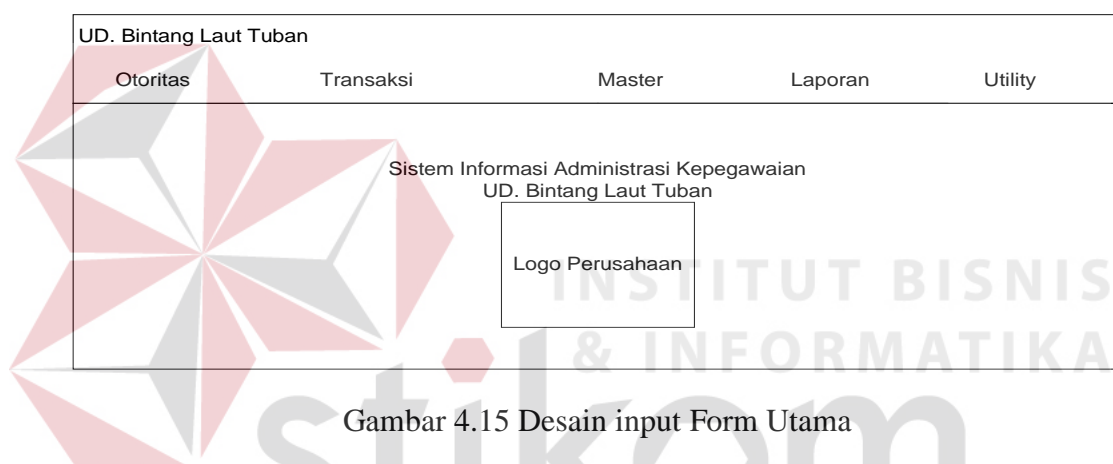 UD. Bintang Laut Tuban
Otoritas Transaksi Master Laporan Utility
Sistem Informasi Administrasi Kepegawaian
UD. Bintang Laut Tuban
Logo Perusahaan
INSTITUT BISNIS
& INFORMATIKA
stikom
Gambar 4.15 Desain input Form Utama